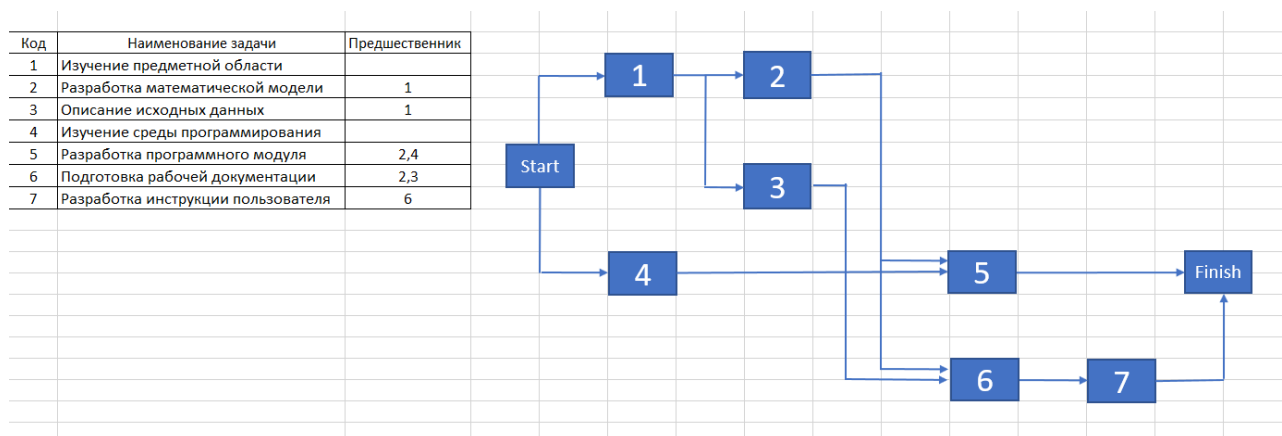 Код Наименование задачи Предшественник
1 Изучение предметной области
2 Разработка математической модели 1
3 Описание исходных данных 1
4 Изучение среды программирования
5 Разработка программного модуля 2,4
6 Подготовка рабочей документации 2,3
7 Разработка инструкции пользователя 6
1 2
Start
3
4 5 Finish
6 7